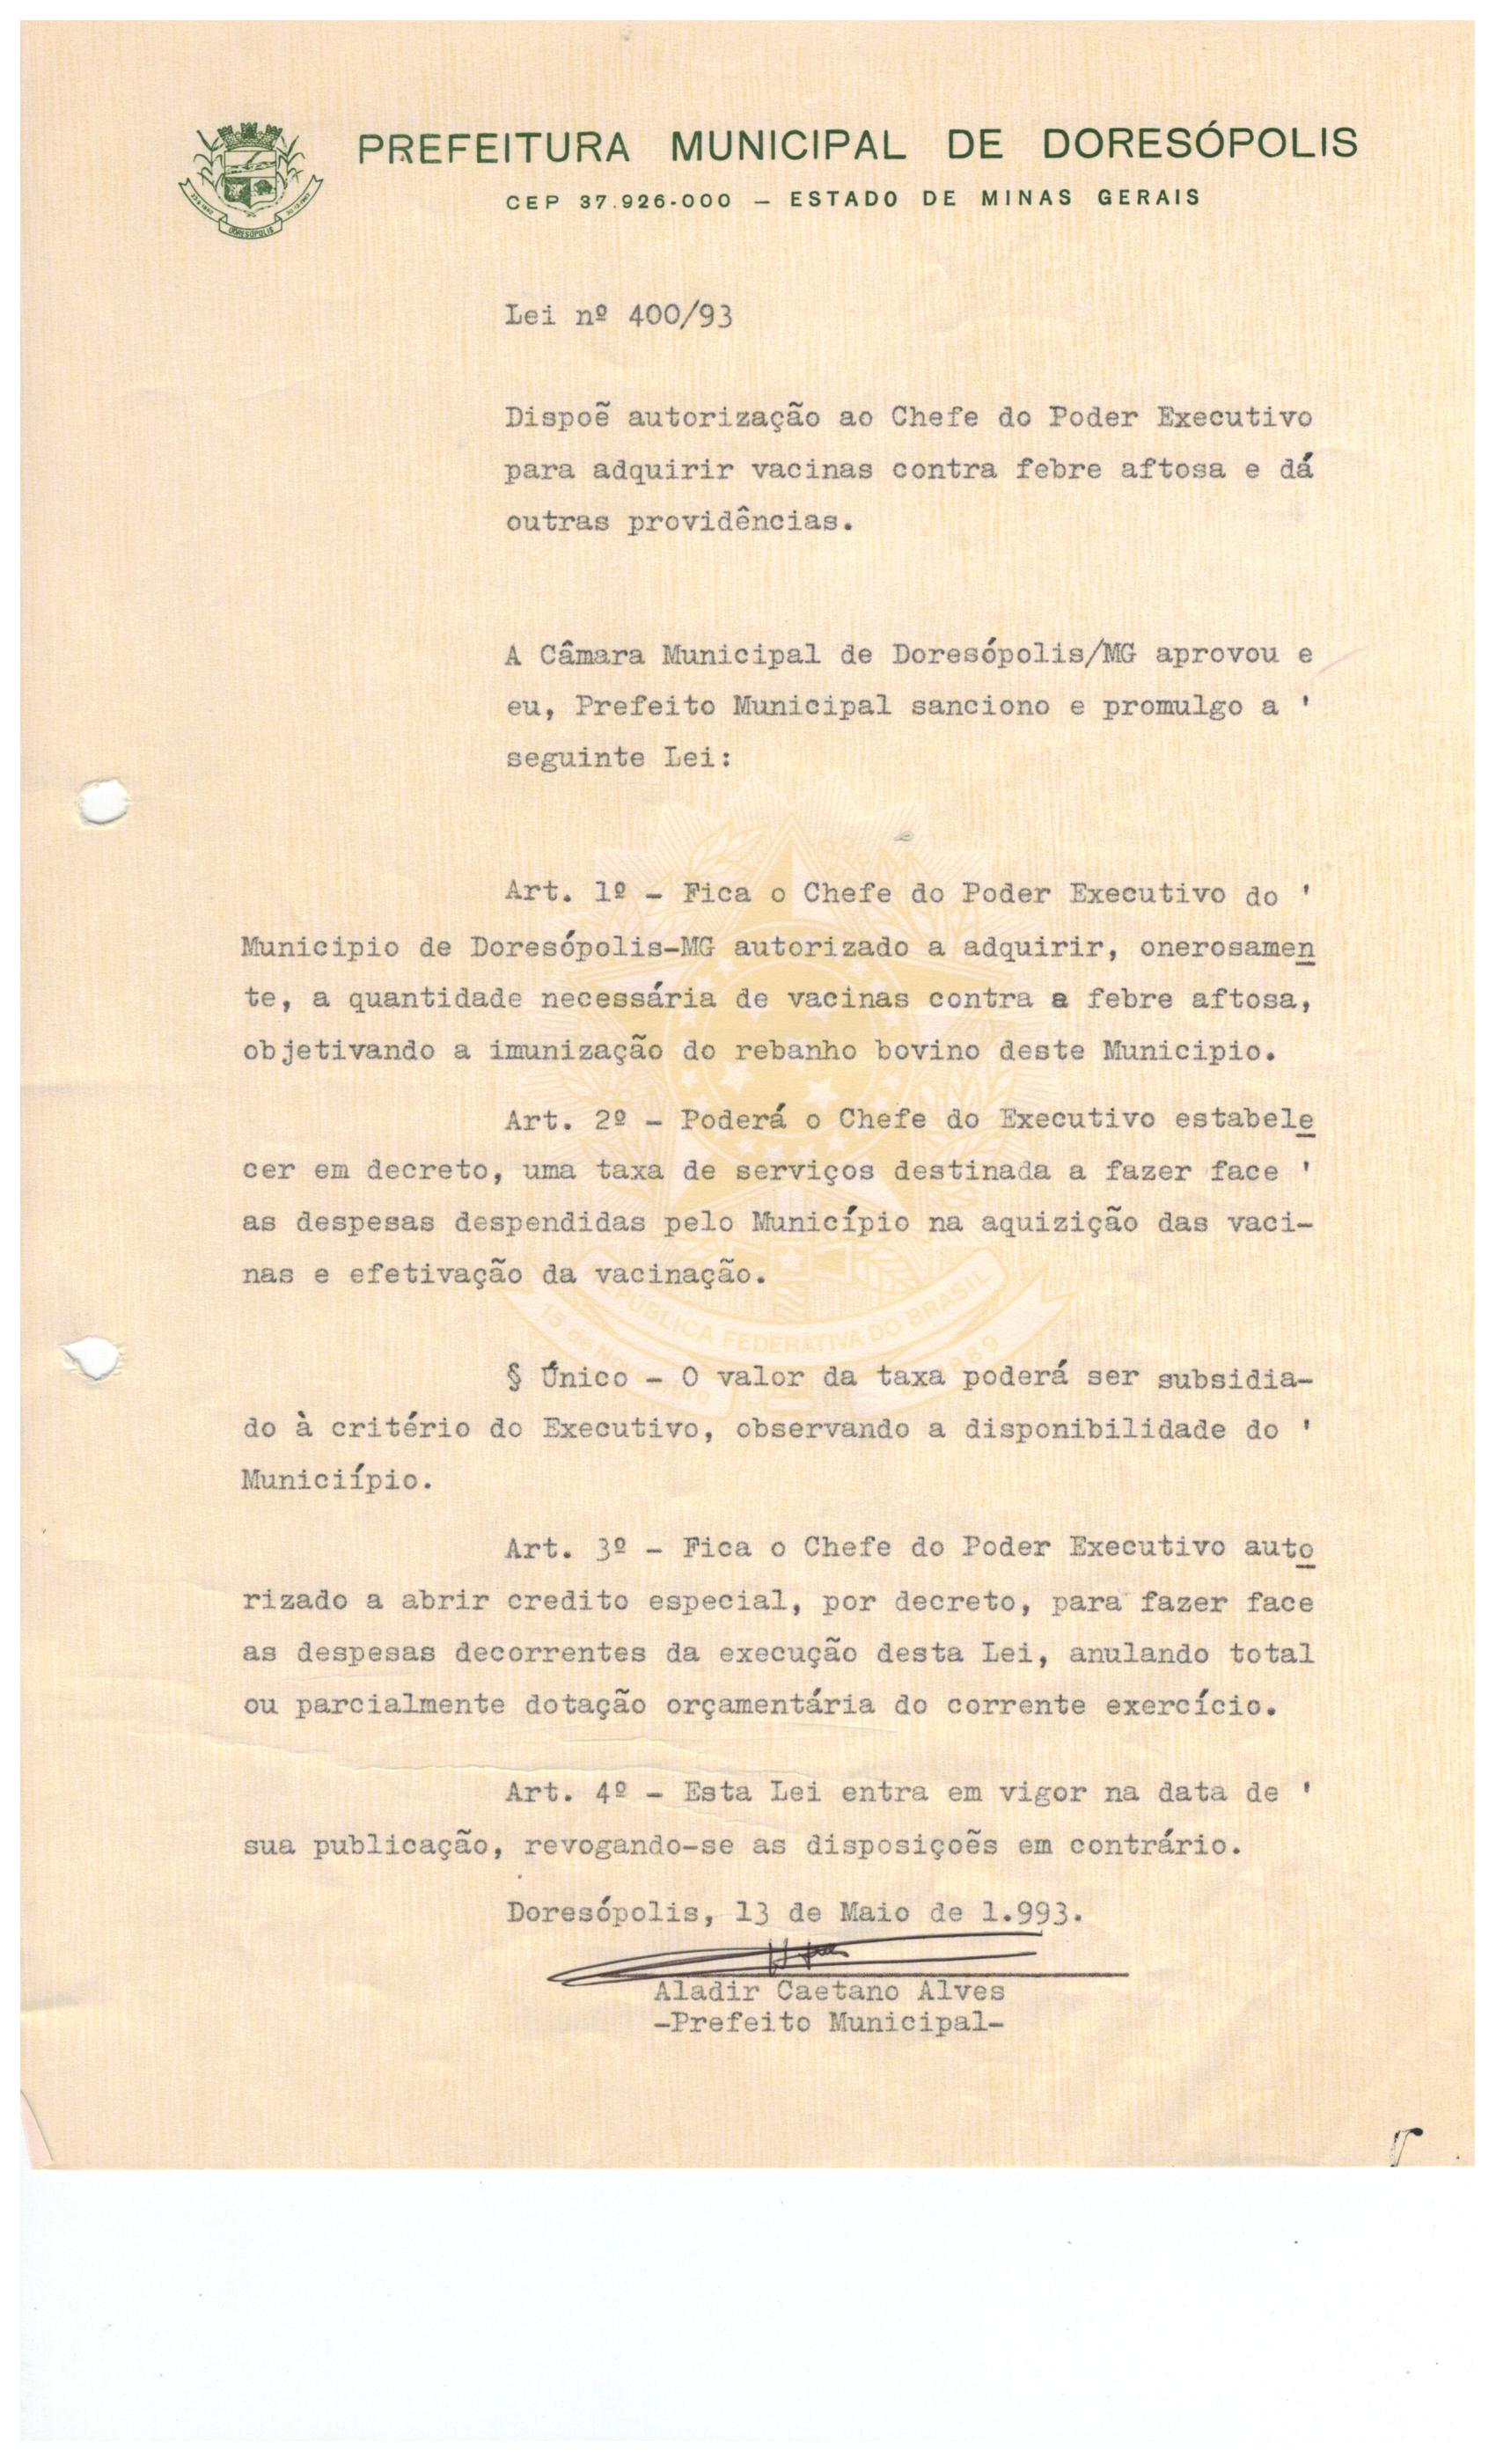 PREFEITURA MUNICIPAL DE DORESÓPOLIS
CEP 37.926-000 — ESTADO DE MINAS GERAIS
DORESÓPOLIS
Lei nº 400/93
Dispoẽ autorização ao Chefe do Poder Executivo
para adquirir vacinas contra febre aftosa e dá
outras providências.
A Câmara Municipal de Doresópolis/MG aprovou e
eu, Prefeito Municipal sanciono e promulgo a '
seguinte Lei:
Art. 1º - Fica o Chefe do Poder Executivo do '
Municipio de Doresópolis-MG autorizado a adquirir, onerosamen
te, a quantidade necessária de vacinas contra a febre aftosa,
objetivando a imunização do rebanho bovino deste Municipio.
Art. 2º - Poderá o Chefe do Executivo estabele
cer em decreto, uma taxa de serviços destinada a fazer face '
as despesas despendidas pelo Município na aquizição das vaci-
nas e efetivação da vacinação.
REPÚBLICA FEDERATIVA DO BRASIL
15 de
89
§ Único - O valor da taxa poderá ser subsidia-
do à critério do Executivo, observando a disponibilidade do '
Municiípio.
Art. 3º - Fica o Chefe do Poder Executivo auto
rizado a abrir credito especial, por decreto, para fazer face
as despesas decorrentes da execução desta Lei, anulando total
ou parcialmente dotação orçamentária do corrente exercício.
Art. 4º - Esta Lei entra em vigor na data de '
sua publicação, revogando-se as disposiçoẽs em contrário.
Doresópolis, 13 de Maio de 1.993.
Aladir Caetano Alves
-Prefeito Municipal-